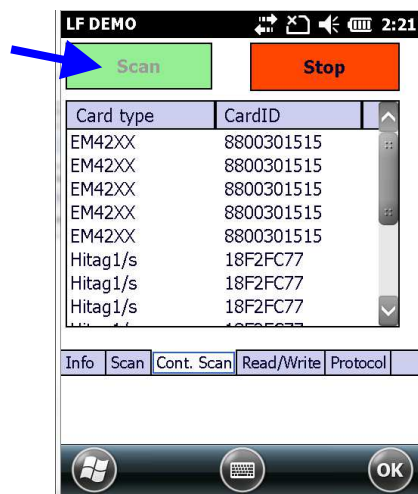 LF DEMO 2:21
Scan Stop
Card type CardID
EM42XX 8800301515
EM42XX 8800301515
EM42XX 8800301515
EM42XX 8800301515
EM42XX 8800301515
Hitag1/s 18F2FC77
Hitag1/s 18F2FC77
Hitag1/s 18F2FC77
Info Scan Cont. Scan Read/Write Protocol
OK